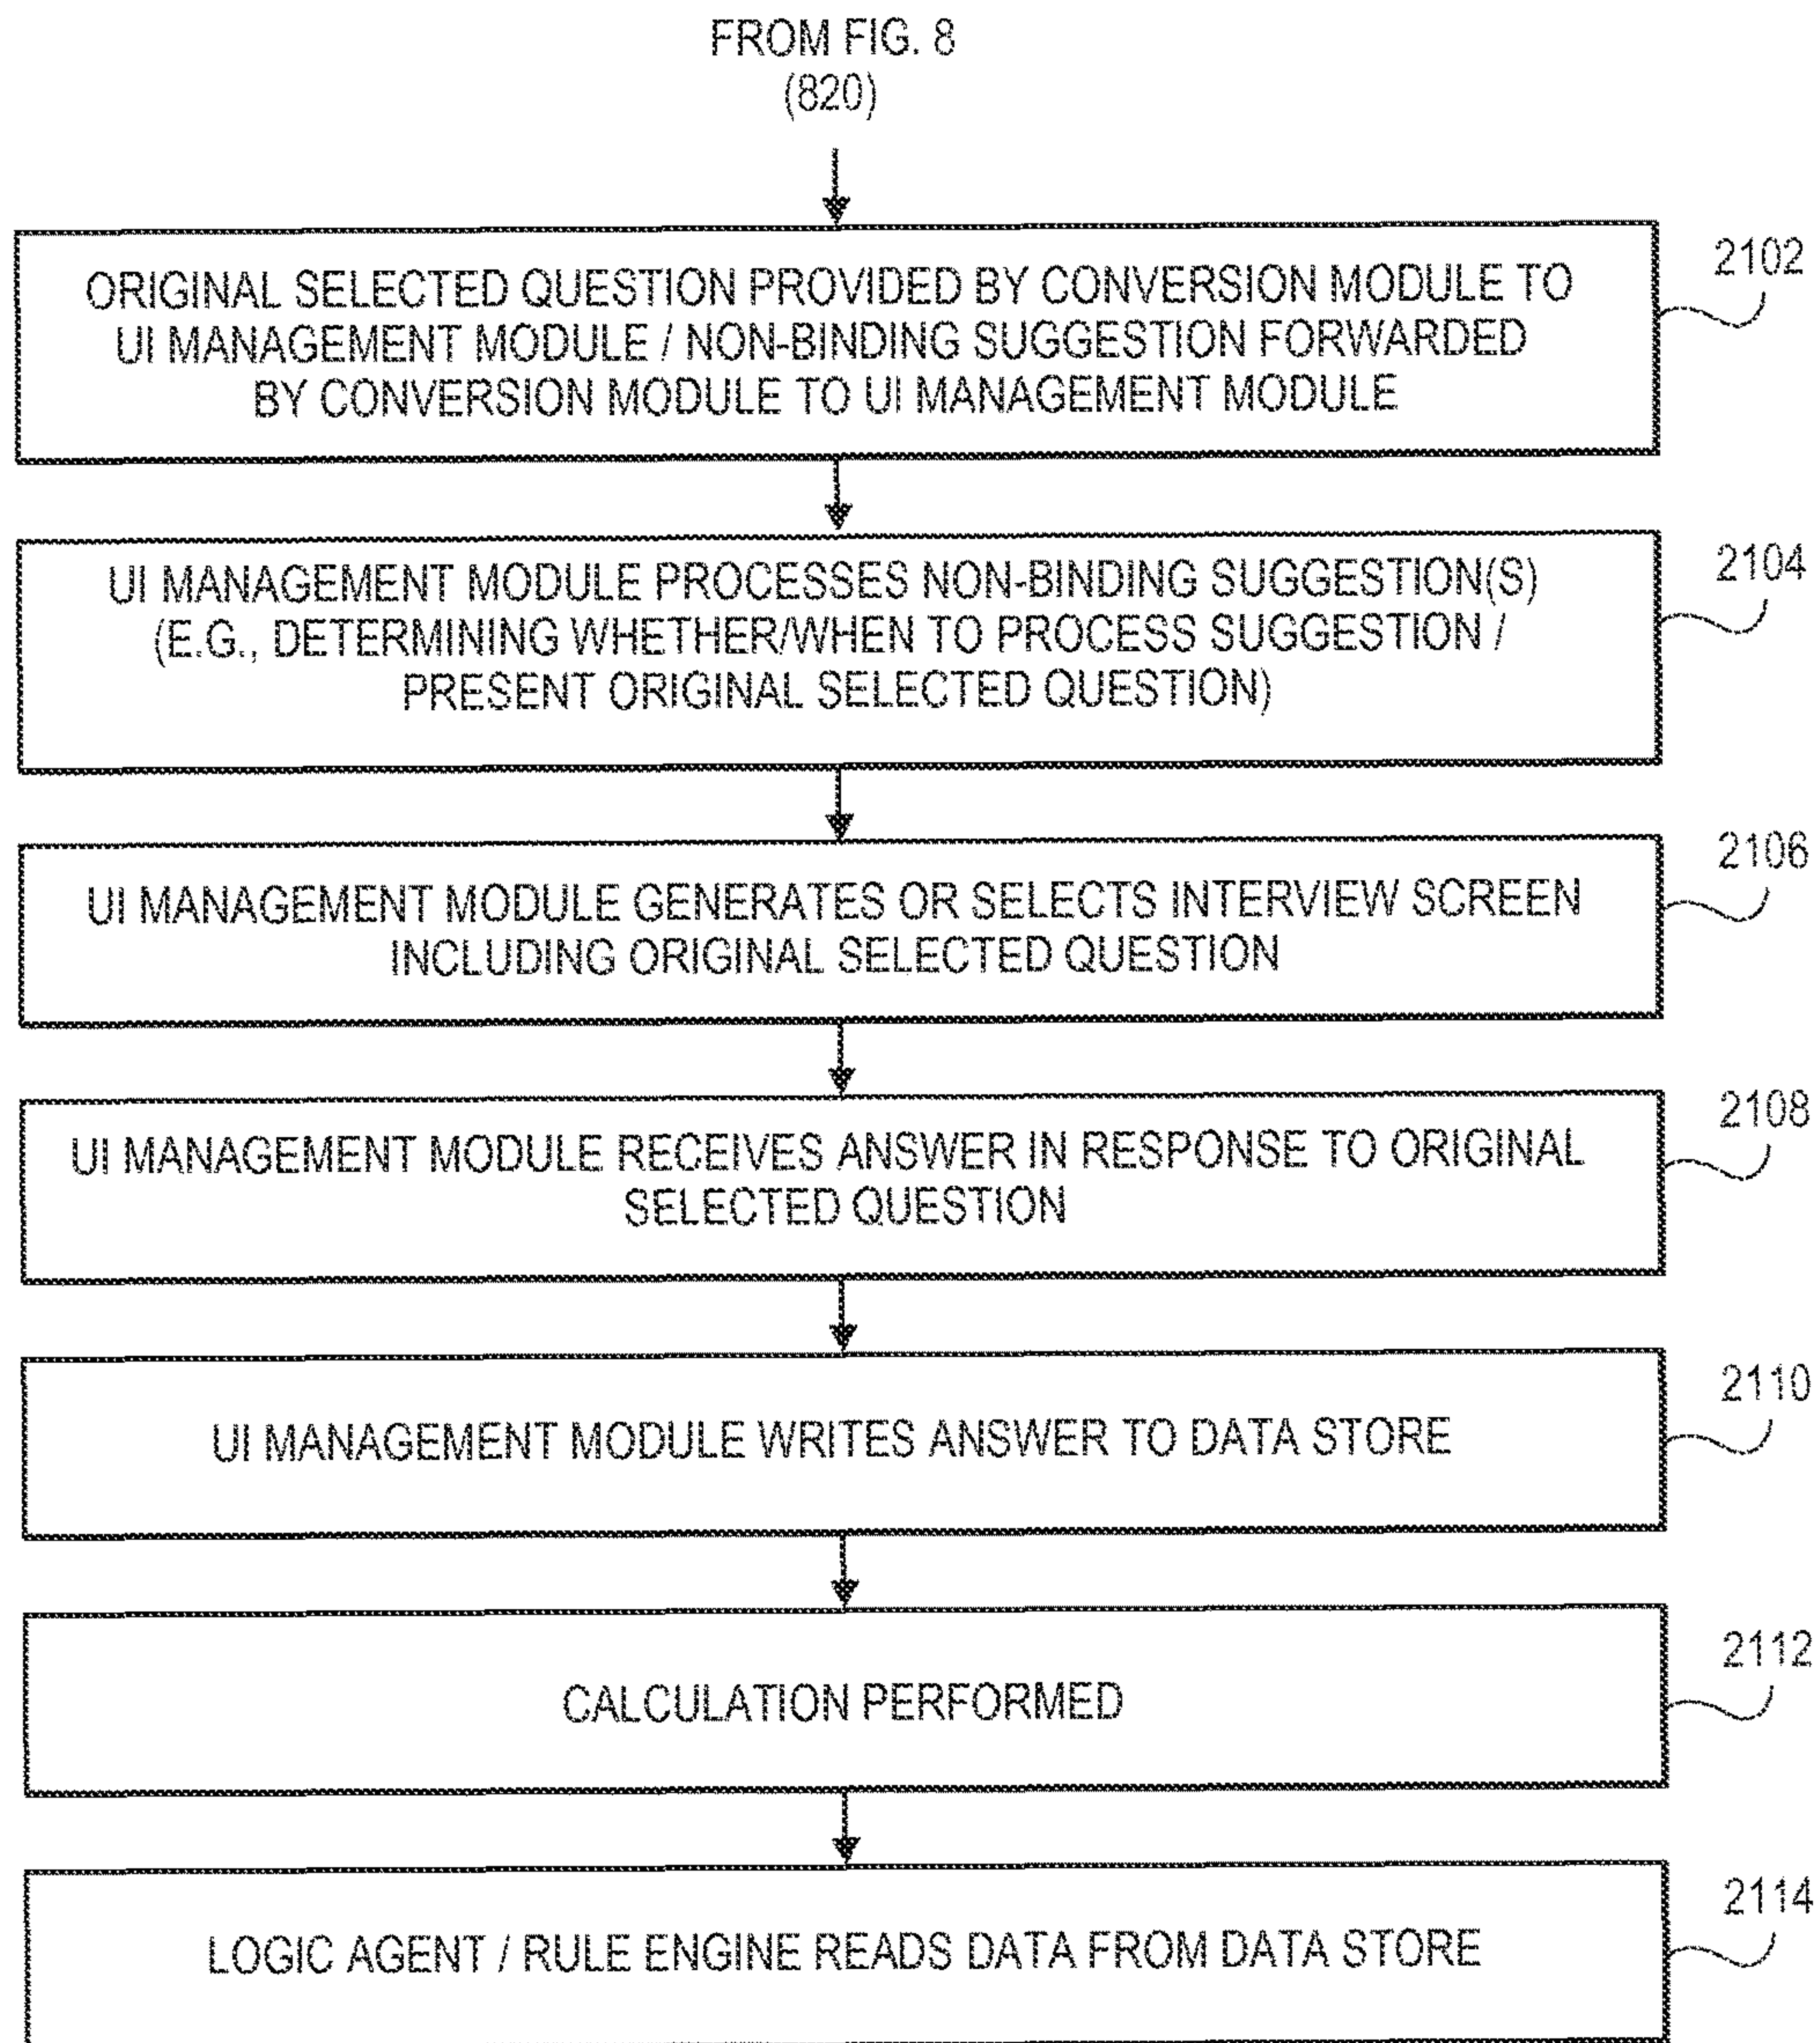 FROM FIG. 8
(820)
ORIGINAL SELECTED QUESTION PROVIDED BY CONVERSION MODULE TO
UI MANAGEMENT MODULE / NON-BINDING SUGGESTION FORWARDED
BY CONVERSION MODULE TO UI MANAGEMENT MODULE
2102
UI MANAGEMENT MODULE PROCESSES NON-BINDING SUGGESTION(S)
(E.G., DETERMINING WHETHER/WHEN TO PROCESS SUGGESTION /
PRESENT ORIGINAL SELECTED QUESTION)
2104
UI MANAGEMENT MODULE GENERATES OR SELECTS INTERVIEW SCREEN
INCLUDING ORIGINAL SELECTED QUESTION
2106
UI MANAGEMENT MODULE RECEIVES ANSWER IN RESPONSE TO ORIGINAL
SELECTED QUESTION
2108
UI MANAGEMENT MODULE WRITES ANSWER TO DATA STORE
2110
CALCULATION PERFORMED
2112
LOGIC AGENT / RULE ENGINE READS DATA FROM DATA STORE
2114